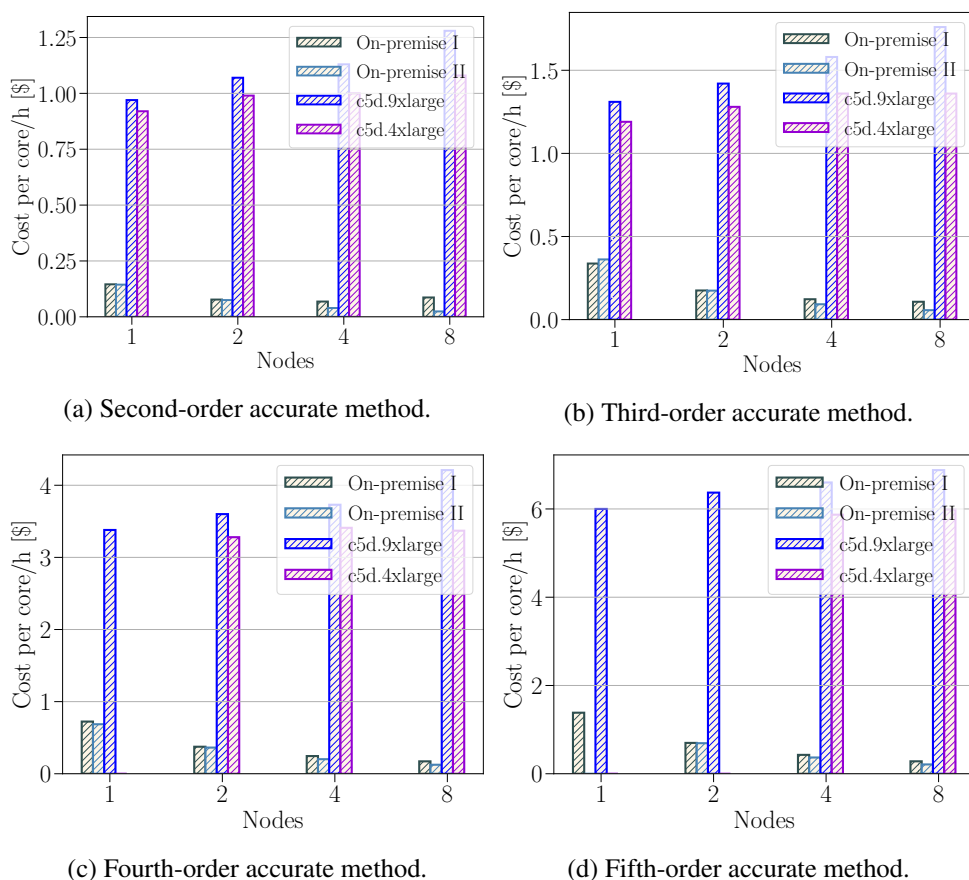 Cost per core/h [$]
1.25
1.00
0.75
0.50
0.25
0.00
On-premise I
On-premise II
c5d.9xlarge
c5d.4xlarge
1 2 4 8
Nodes
(a) Second-order accurate method.
Cost per core/h [$]
1.5
1.0
0.5
0.0
On-premise I
On-premise II
c5d.9xlarge
c5d.4xlarge
1 2 4 8
Nodes
(b) Third-order accurate method.
Cost per core/h [$]
4
3
2
1
0
On-premise I
On-premise II
c5d.9xlarge
c5d.4xlarge
1 2 4 8
Nodes
(c) Fourth-order accurate method.
Cost per core/h [$]
6
4
2
0
On-premise I
On-premise II
c5d.9xlarge
c5d.4xlarge
1 2 4 8
Nodes
(d) Fifth-order accurate method.